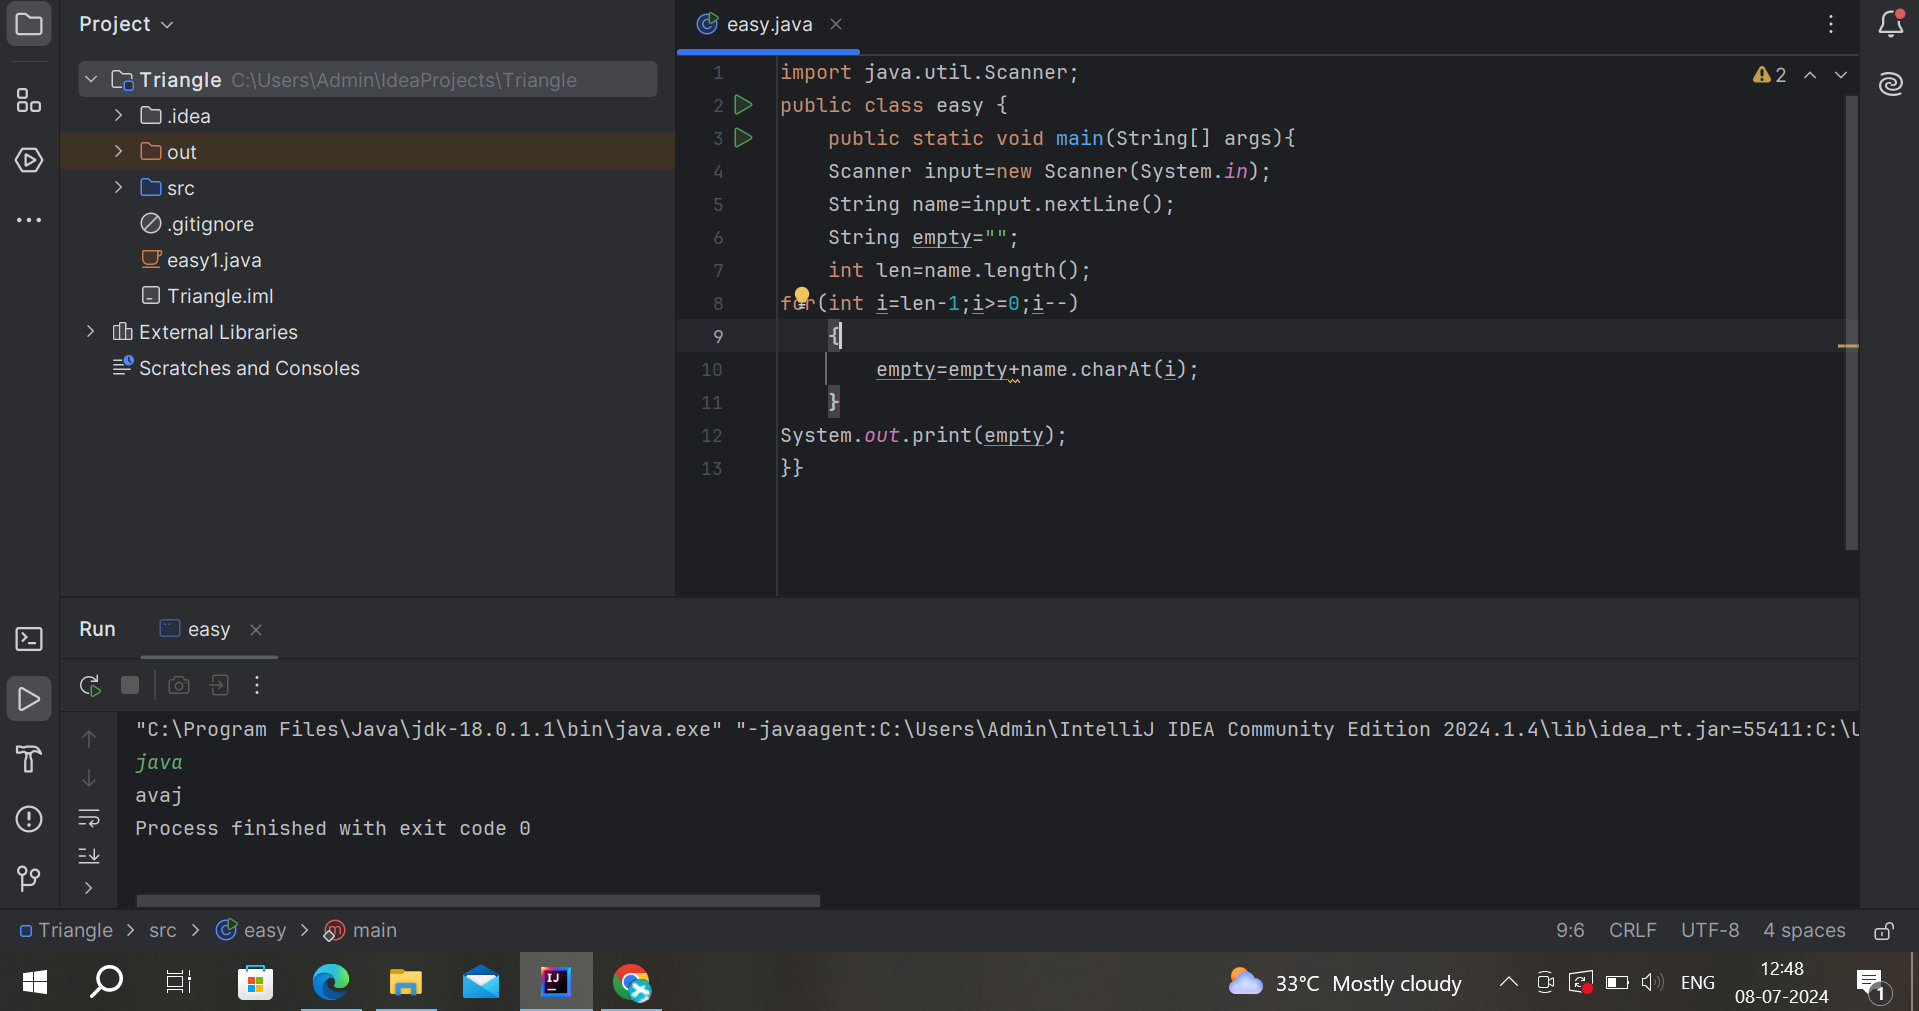 Project
easy.java
Triangle C:\Users\Admin\IdeaProjects\Triangle
.idea
out
src
.gitignore
easy1.java
Triangle.iml
External Libraries
Scratches and Consoles
2
1 import java.util.Scanner;
2 public class easy {
3 public static void main(String[] args){
4 Scanner input=new Scanner(System.in);
5 String name=input.nextLine();
6 String empty="";
7 int len=name.length();
8 for(int i=len-1;i>=0;i--)
9 {
10 empty=empty+name.charAt(i);
11 }
12 System.out.print(empty);
13 }}
Run easy
"C:\Program Files\Java\jdk-18.0.1.1\bin\java.exe" "-javaagent:C:\Users\Admin\IntelliJ IDEA Community Edition 2024.1.4\lib\idea_rt.jar=55411:C:\U
java
avaj
Process finished with exit code 0
Triangle > src > easy > main
9:6 CRLF UTF-8 4 spaces
IJ
33°C Mostly cloudy
ENG
12:48
08-07-2024
1